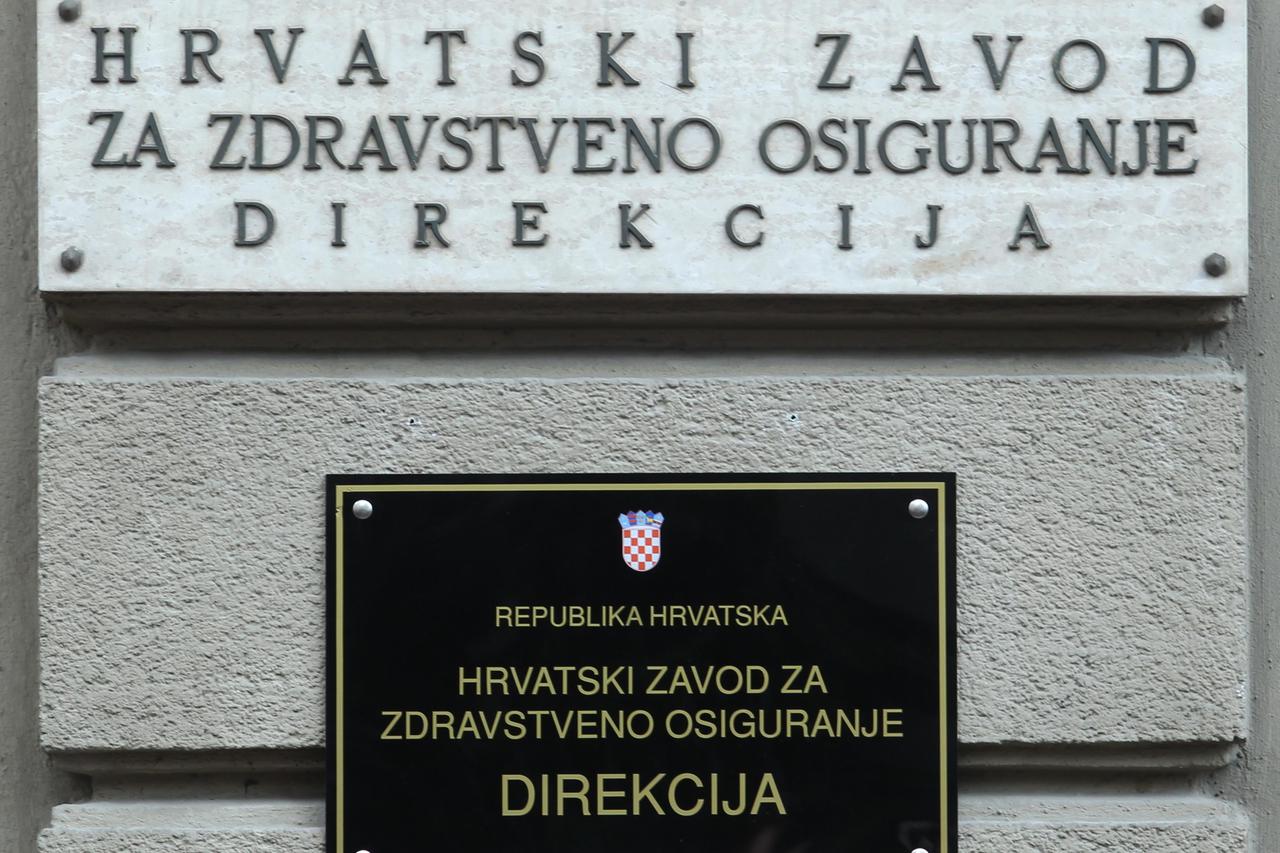 HRVATSKI ZAVOD
ZA ZDRAVSTVENO OSIGURANJE
DIREKCIJA
REPUBLIKA HRVATSKA
HRVATSKI ZAVOD ZA
ZDRAVSTVENO OSIGURANJE
DIREKCIJA